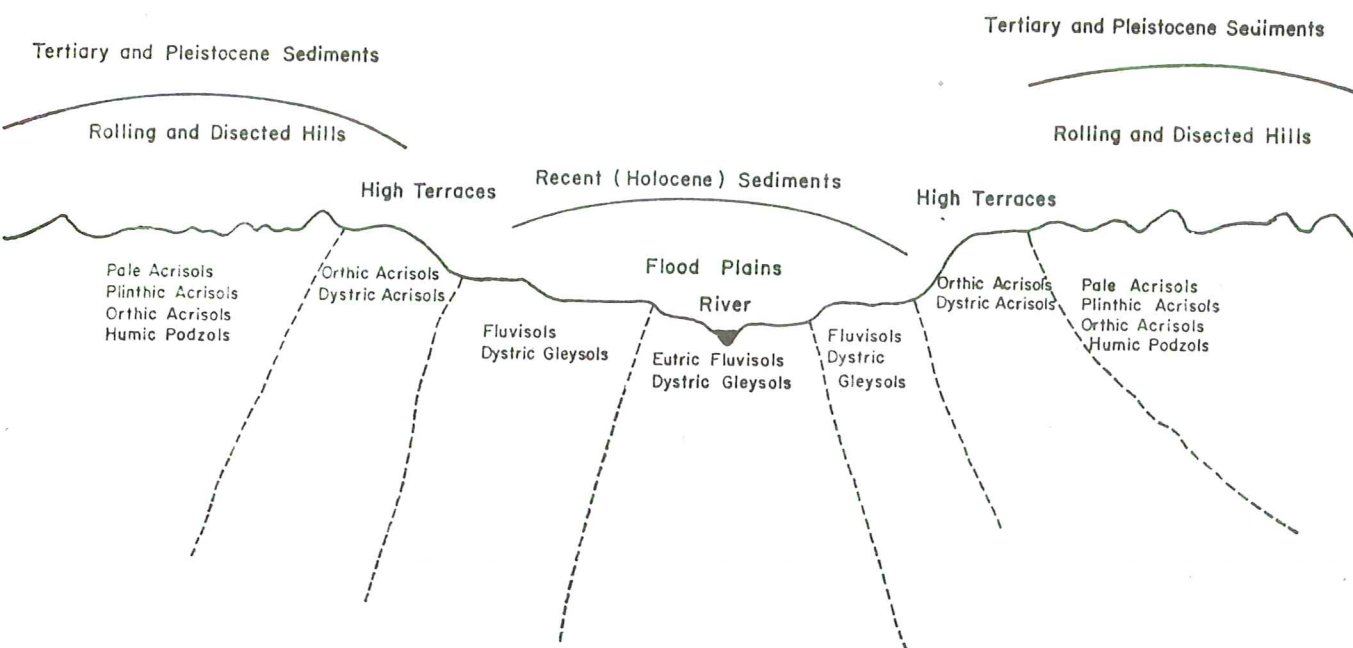 Tertiary and Pleistocene Sediments
Tertiary and Pleistocene Sediments
Rolling and Disected Hills
Rolling and Disected Hills
High Terraces
Recent (Holocene) Sediments
High Terraces
Pale Acrisols
Plinthic Acrisols
Orthic Acrisols
Humic Podzols
Orthic Acrisols
Dystric Acrisols
Fluvisols
Dystric Gleysols
Flood Plains
River
Eutric Fluvisols
Dystric Gleysols
Fluvisols
Dystric
Gleysols
Orthic Acrisols
Dystric Acrisols
Pale Acrisols
Plinthic Acrisols
Orthic Acrisols
Humic Podzols